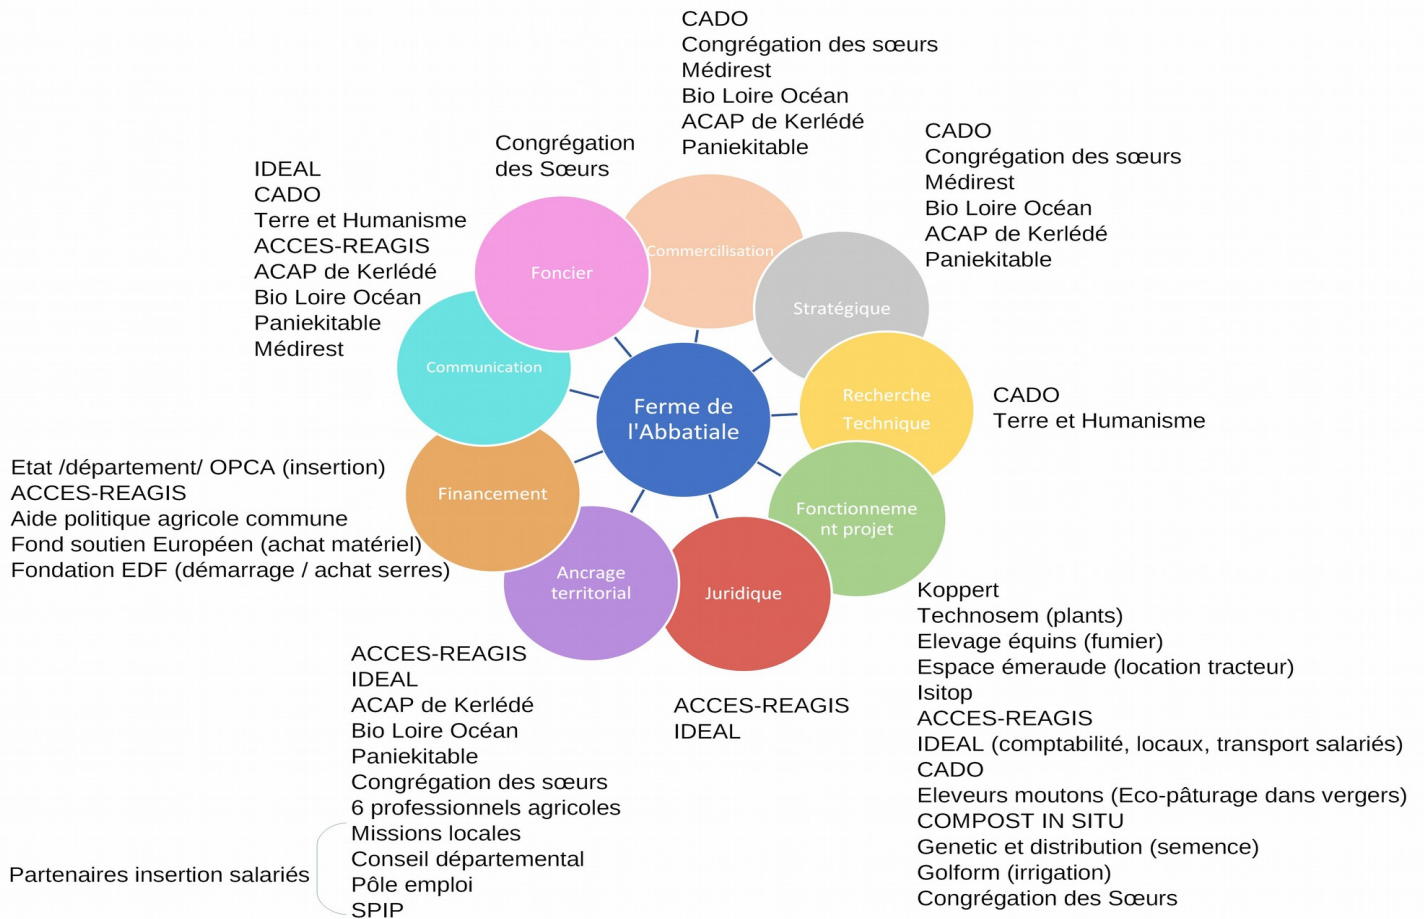 CADO
Congrégation des sœurs
Médirest
Bio Loire Océan
ACAP de Kerlédé
Paniekitable
Congrégation
des Sœurs
CADO
Congrégation des sœurs
Médirest
Bio Loire Océan
ACAP de Kerlédé
Paniekitable
IDEAL
CADO
Terre et Humanisme
ACCES-REAGIS
ACAP de Kerlédé
Bio Loire Océan
Paniekitable
Médirest
Foncier
Commercilisation
Stratégique
Communication
Recherche
Technique
CADO
Terre et Humanisme
Ferme de
l'Abbatiale
Financement
Etat /département/ OPCA (insertion)
ACCES-REAGIS
Aide politique agricole commune
Fond soutien Européen (achat matériel)
Fondation EDF (démarrage / achat serres)
Fonctionneme
nt projet
Ancrage
territorial
Juridique
Koppert
Technosem (plants)
Elevage équins (fumier)
Espace émeraude (location tracteur)
Isitop
ACCES-REAGIS
IDEAL (comptabilité, locaux, transport salariés)
CADO
Eleveurs moutons (Eco-pâturage dans vergers)
COMPOST IN SITU
Genetic et distribution (semence)
Golform (irrigation)
Congrégation des Sœurs
ACCES-REAGIS
IDEAL
ACCES-REAGIS
IDEAL
ACAP de Kerlédé
Bio Loire Océan
Paniekitable
Congrégation des sœurs
6 professionnels agricoles
Missions locales
Conseil départemental
Pôle emploi
SPIP
Partenaires insertion salariés